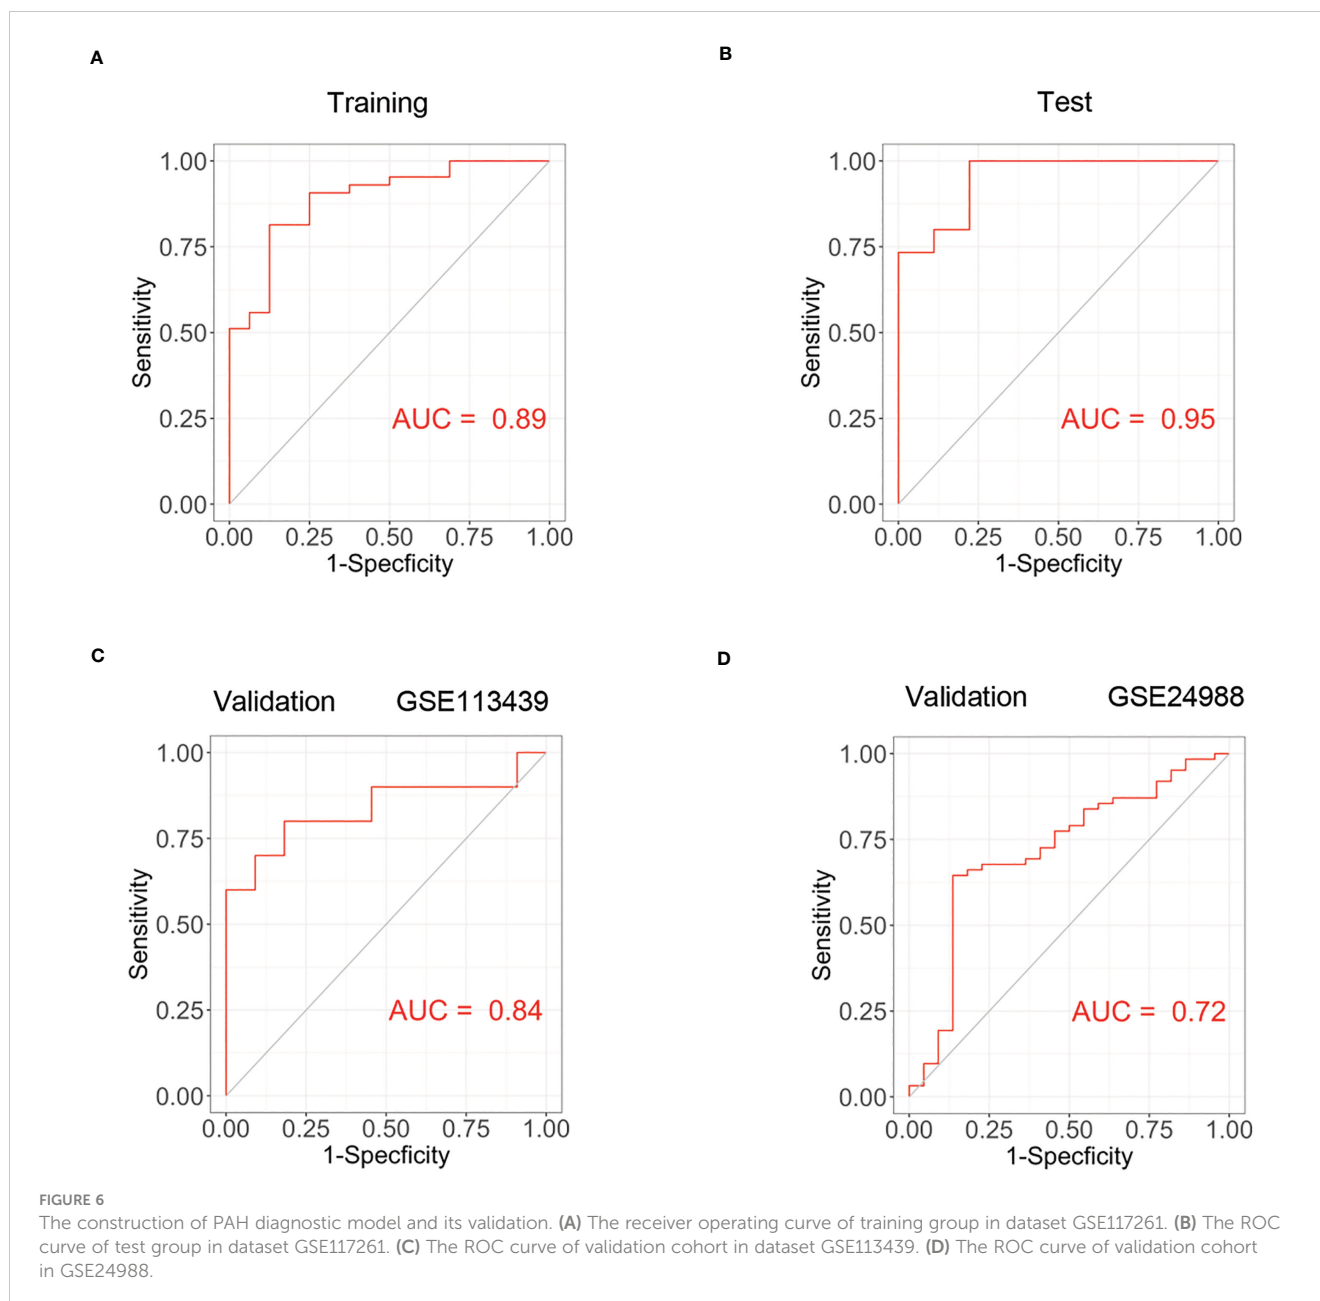 A
Training
1.00
0.75
0.50
0.25
0.00
Sensitivity
AUC = 0.89
0.00 0.25 0.50 0.75 1.00
1-Specficity
B
Test
1.00
0.75
0.50
0.25
0.00
Sensitivity
AUC = 0.95
0.00 0.25 0.50 0.75 1.00
1-Specficity
C
Validation GSE113439
1.00
0.75
0.50
0.25
0.00
Sensitivity
AUC = 0.84
0.00 0.25 0.50 0.75 1.00
1-Specficity
D
Validation GSE24988
1.00
0.75
0.50
0.25
0.00
Sensitivity
AUC = 0.72
0.00 0.25 0.50 0.75 1.00
1-Specficity
FIGURE 6
The construction of PAH diagnostic model and its validation. (A) The receiver operating curve of training group in dataset GSE117261. (B) The ROC
curve of test group in dataset GSE117261. (C) The ROC curve of validation cohort in dataset GSE113439. (D) The ROC curve of validation cohort
in GSE24988.